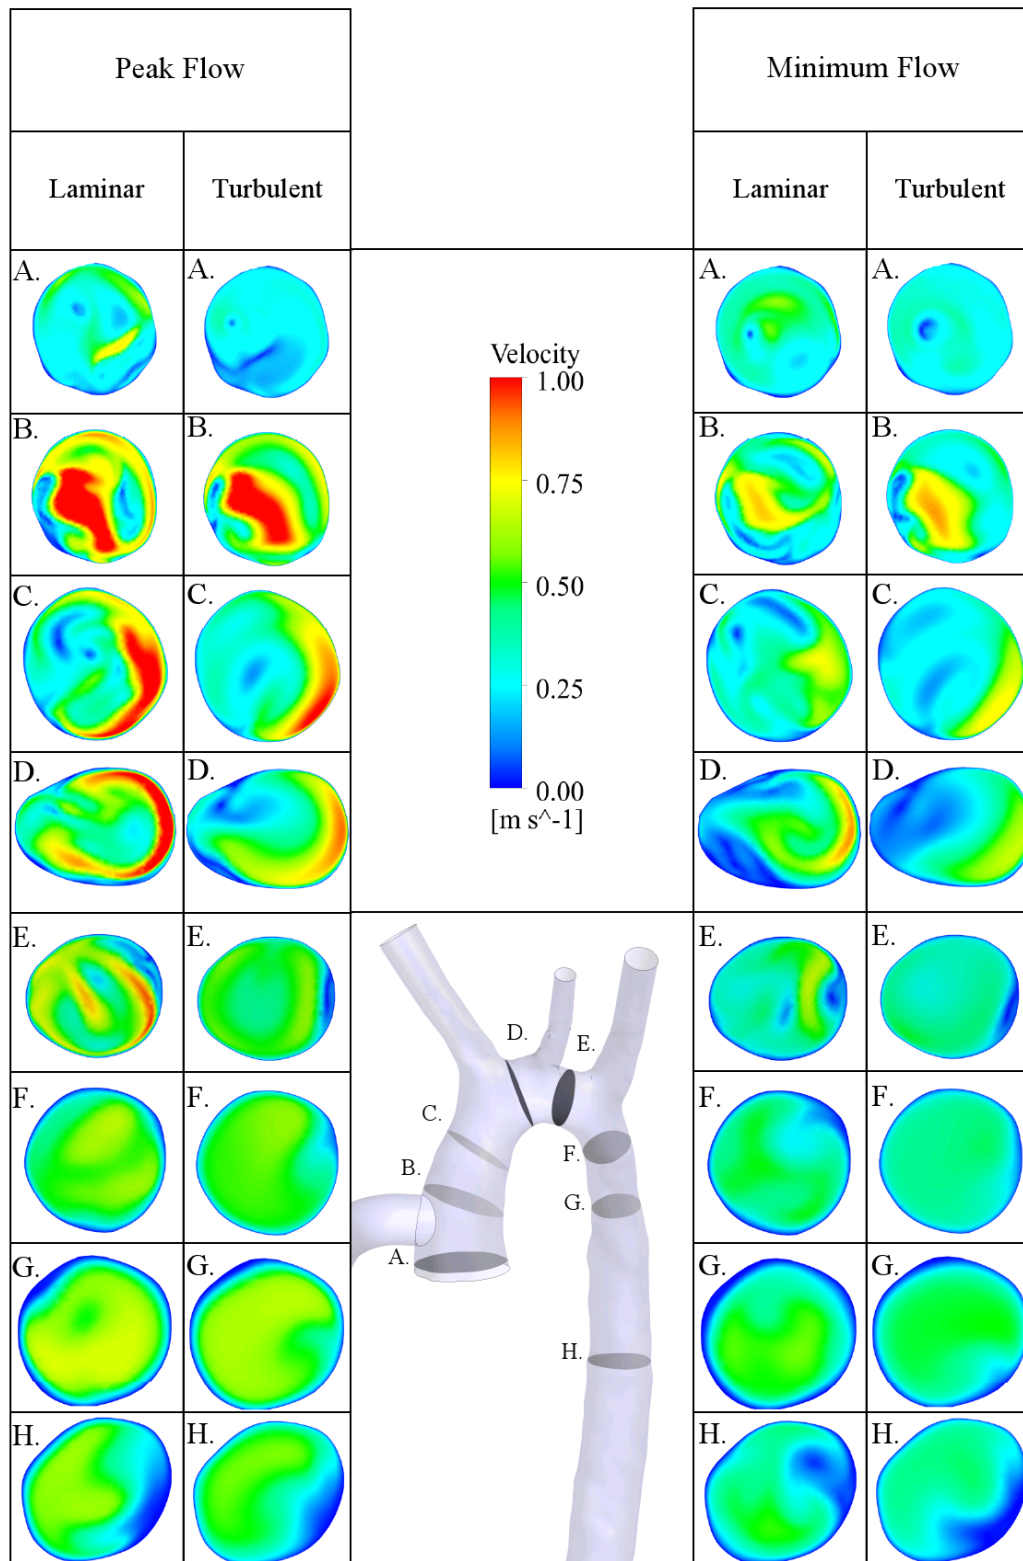 Peak Flow
Minimum Flow
Laminar
Turbulent
Laminar
Turbulent
A.
A.
A.
A.
B.
B.
B.
B.
C.
C.
C.
C.
D.
D.
D.
D.
E.
E.
E.
E.
F.
F.
F.
F.
G.
G.
G.
G.
H.
H.
H.
H.
Velocity
1.00
0.75
0.50
0.25
0.00
[m s^-1]
D.
E.
C.
F.
B.
G.
A.
H.